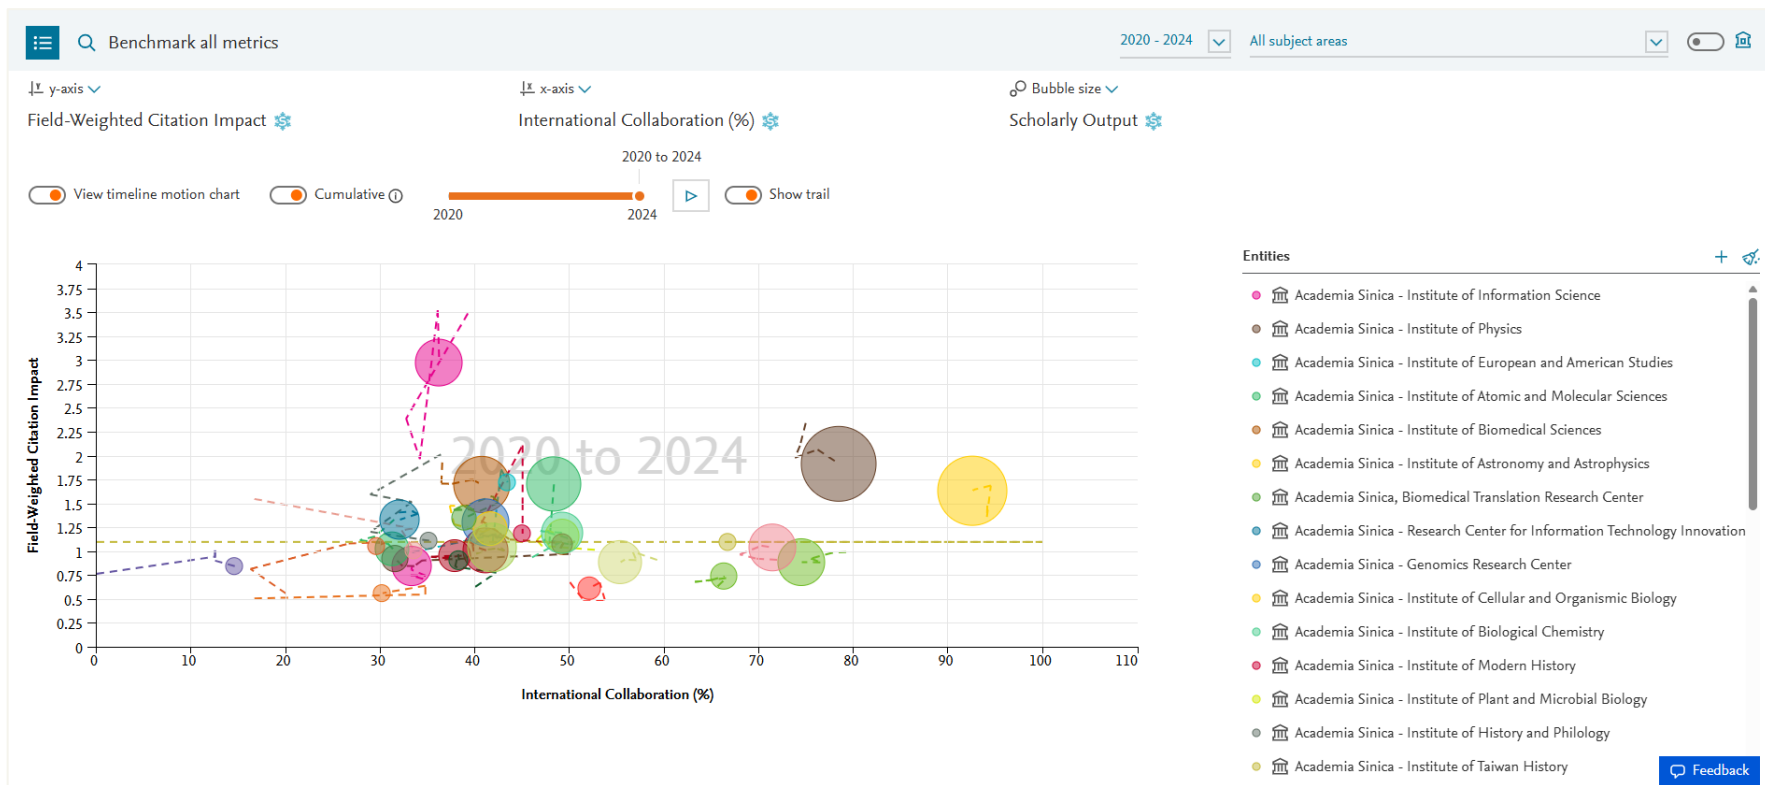 Benchmark all metrics
2020 - 2024
All subject areas
y-axis
x-axis
Bubble size
Field-Weighted Citation Impact
International Collaboration (%)
Scholarly Output
2020 to 2024
View timeline motion chart
Cumulative
Show trail
2020
2024
Entities
4
3.75
3.5
3.25
3
2.75
2.5
2.25
2
1.75
1.5
1.25
1
0.75
0.5
0.25
0
Field-Weighted Citation Impact
2020 to 2024
0 10 20 30 40 50 60 70 80 90 100 110
International Collaboration (%)
Academia Sinica - Institute of Information Science
Academia Sinica - Institute of Physics
Academia Sinica - Institute of European and American Studies
Academia Sinica - Institute of Atomic and Molecular Sciences
Academia Sinica - Institute of Biomedical Sciences
Academia Sinica - Institute of Astronomy and Astrophysics
Academia Sinica, Biomedical Translation Research Center
Academia Sinica - Research Center for Information Technology Innovation
Academia Sinica - Genomics Research Center
Academia Sinica - Institute of Cellular and Organismic Biology
Academia Sinica - Institute of Biological Chemistry
Academia Sinica - Institute of Modern History
Academia Sinica - Institute of Plant and Microbial Biology
Academia Sinica - Institute of History and Philology
Academia Sinica - Institute of Taiwan History
Feedback